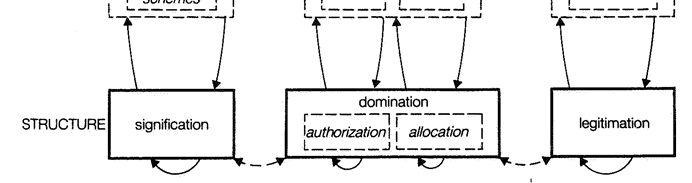 schemes
domination
STRUCTURE signification authorization allocation legitimation